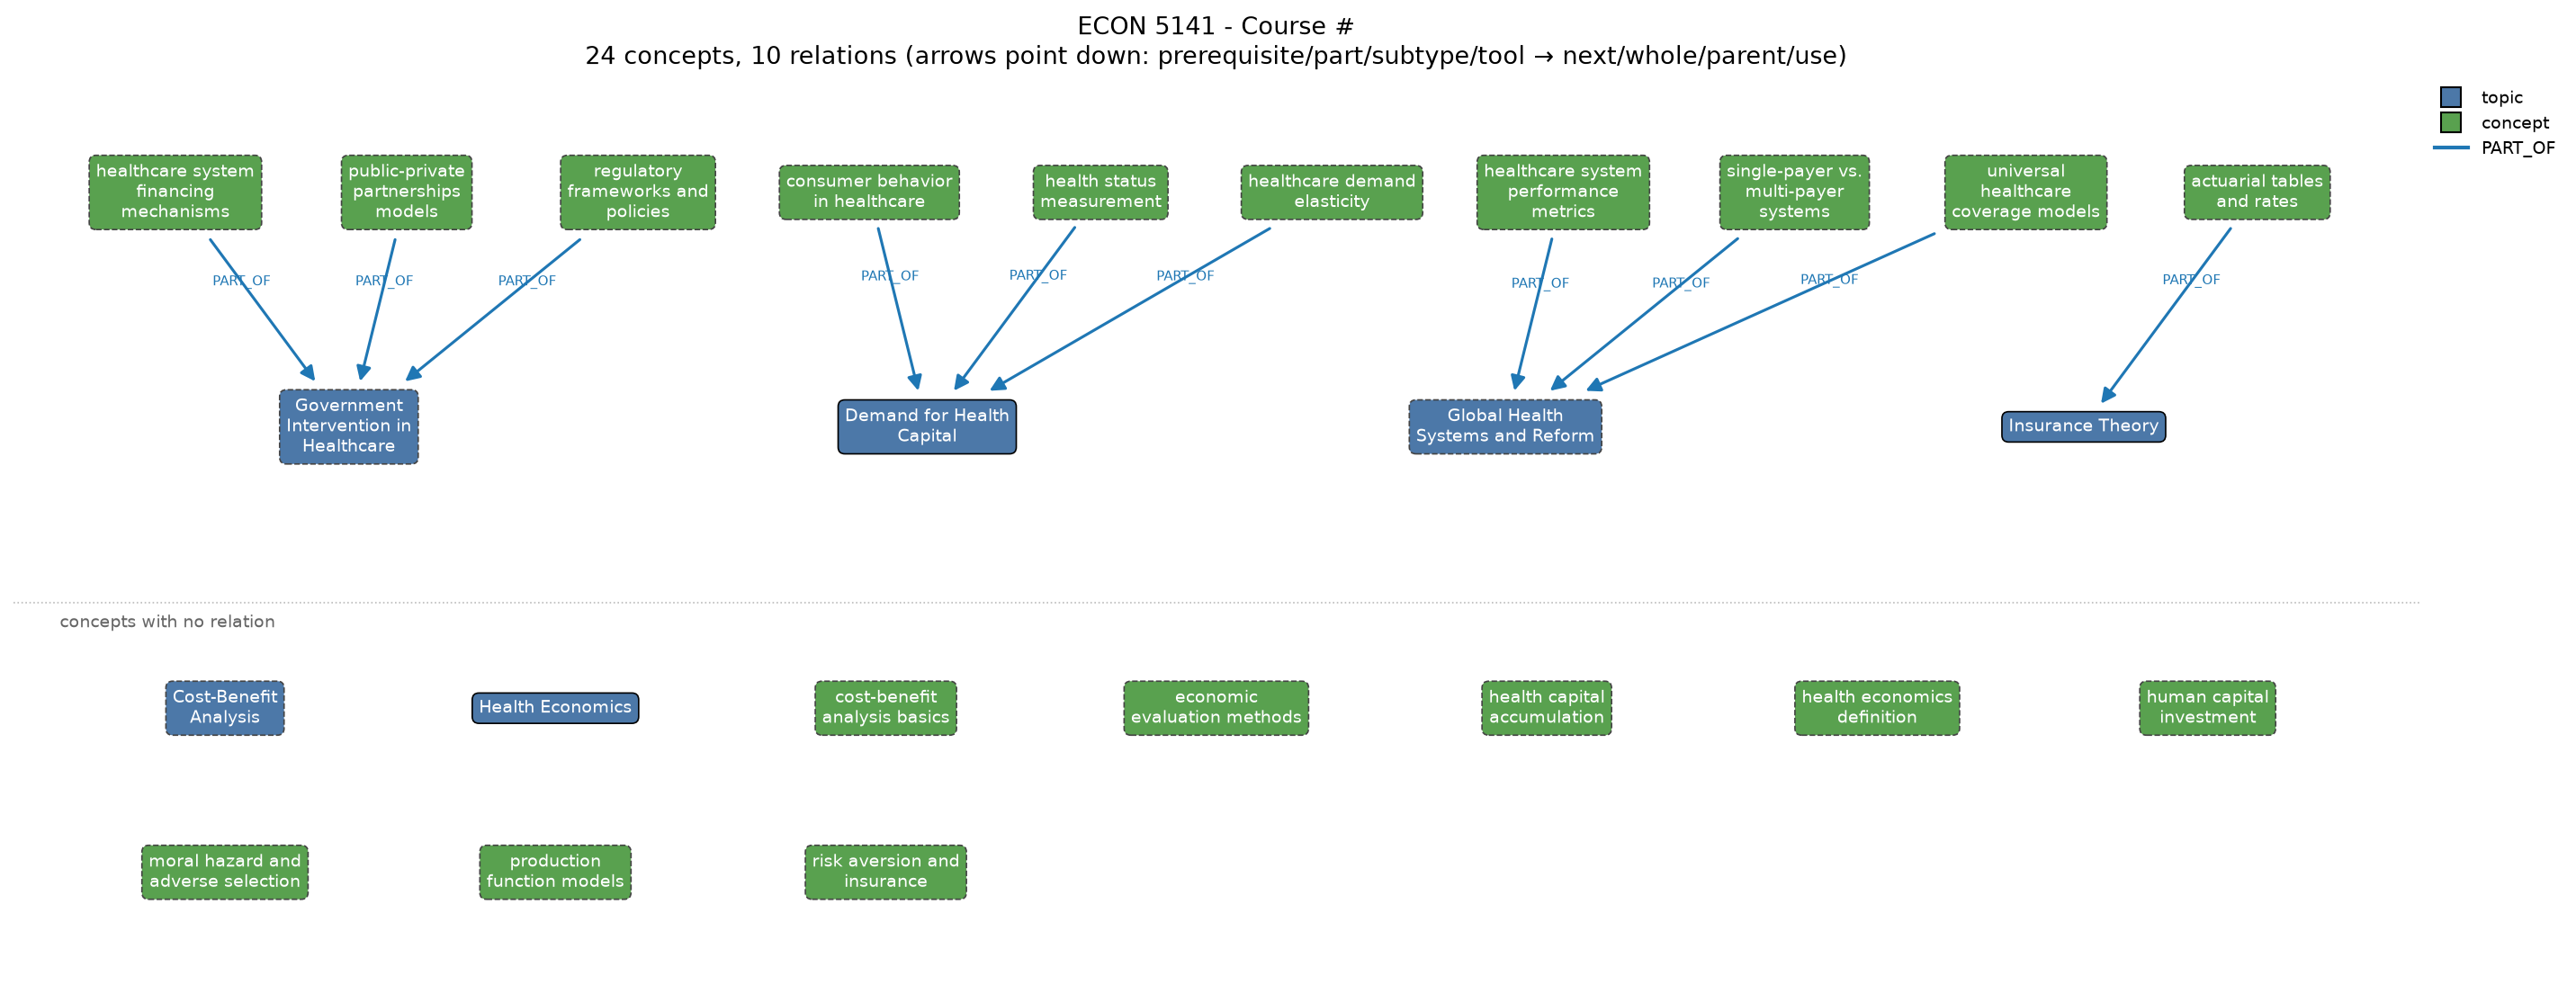 ECON 5141 - Course #
24 concepts, 10 relations (arrows point down: prerequisite/part/subtype/tool → next/whole/parent/use)
topic
concept
PART_OF
healthcare system
financing
mechanisms
public-private
partnerships
models
regulatory
frameworks and
policies
consumer behavior
in healthcare
health status
measurement
healthcare demand
elasticity
healthcare system
performance
metrics
single-payer vs.
multi-payer
systems
universal
healthcare
coverage models
actuarial tables
and rates
PART_OF
PART_OF
PART_OF
PART_OF
PART_OF
PART_OF
PART_OF
PART_OF
PART_OF
PART_OF
Government
Intervention in
Healthcare
Demand for Health
Capital
Global Health
Systems and Reform
Insurance Theory
concepts with no relation
Cost-Benefit
Analysis
Health Economics
cost-benefit
analysis basics
economic
evaluation methods
health capital
accumulation
health economics
definition
human capital
investment
moral hazard and
adverse selection
production
function models
risk aversion and
insurance